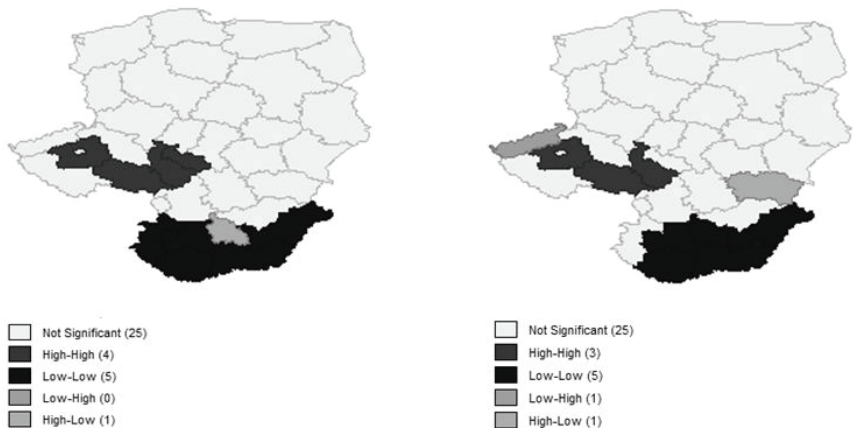 Not Significant (25)
High-High (4)
Low-Low (5)
Low-High (0)
High-Low (1)
Not Significant (25)
High-High (3)
Low-Low (5)
Low-High (1)
High-Low (1)